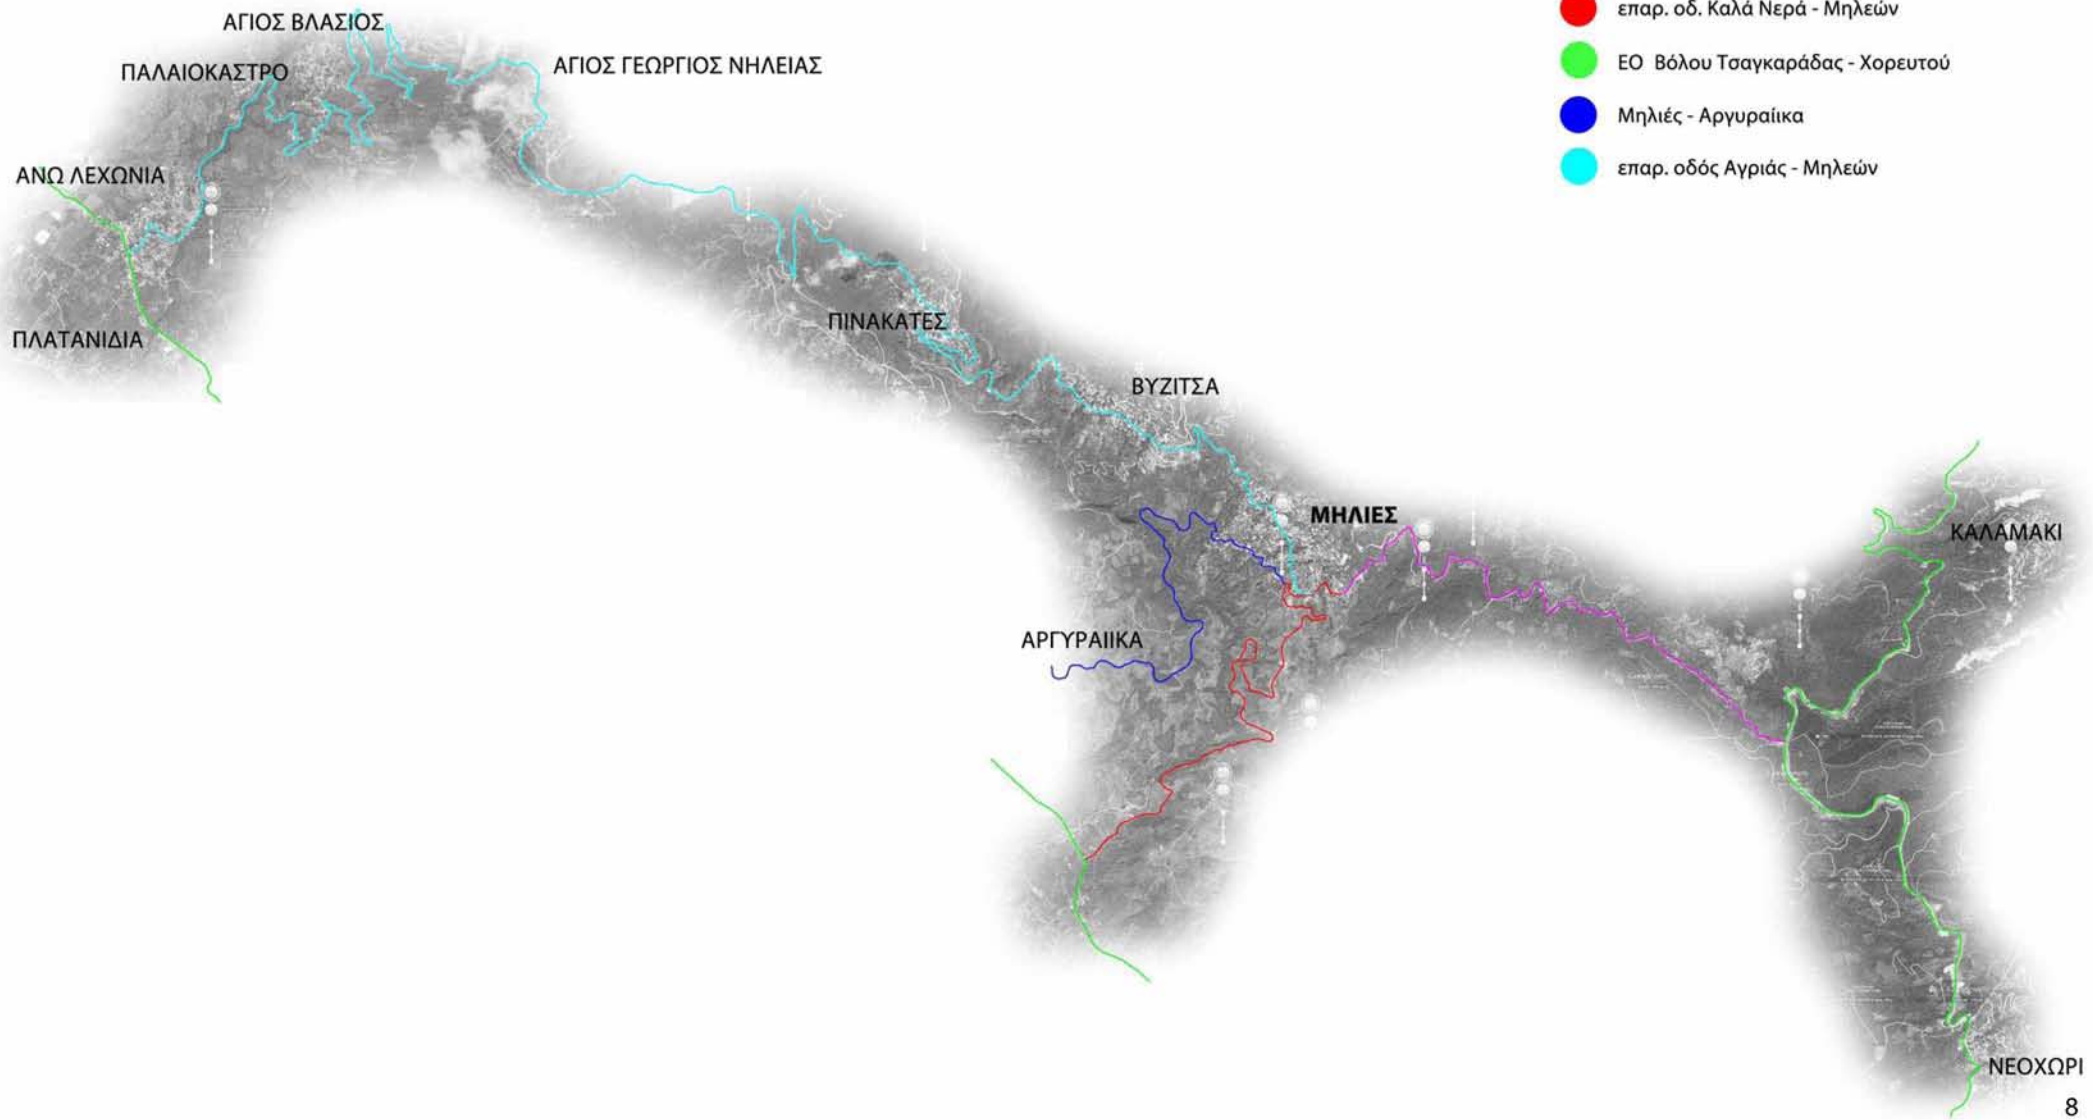 επαρ. οδ. Καλά Νερά - Μηλεών
ΕΟ Βόλου Τσαγκαράδας - Χορευτού
Μηλιές - Αργυραίικα
επαρ. οδός Αγριάς - Μηλεών
ΑΓΙΟΣ ΒΛΑΣΙΟΣ
ΠΑΛΑΙΟΚΑΣΤΡΟ
ΑΓΙΟΣ ΓΕΩΡΓΙΟΣ ΝΗΛΕΙΑΣ
ΑΝΩ ΛΕΧΩΝΙΑ
ΠΛΑΤΑΝΙΔΙΑ
ΠΙΝΑΚΑΤΕΣ
ΒΥΖΙΤΣΑ
ΜΗΛΙΕΣ
ΚΑΛΑΜΑΚΙ
ΑΡΓΥΡΑΙΙΚΑ
ΝΕΟΧΩΡΙ
8